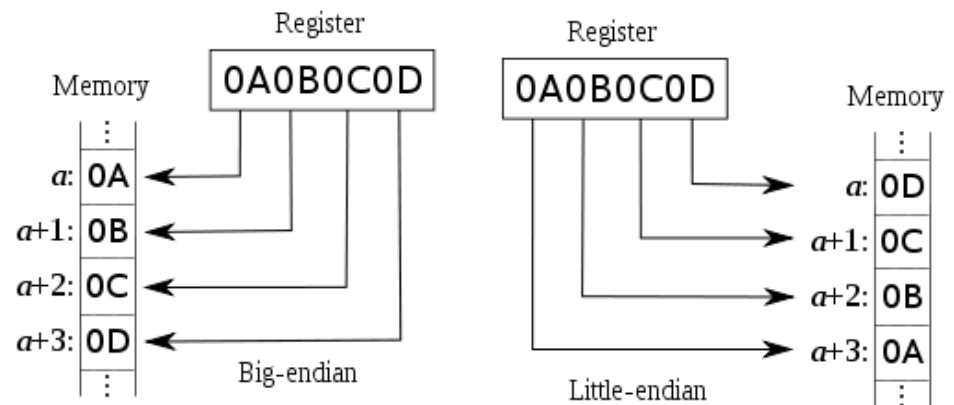 Register
0A0B0C0D
Memory
⋮
a: 0A
a+1: 0B
a+2: 0C
a+3: 0D
⋮
Big-endian
Register
0A0B0C0D
Memory
⋮
a: 0D
a+1: 0C
a+2: 0B
a+3: 0A
⋮
Little-endian